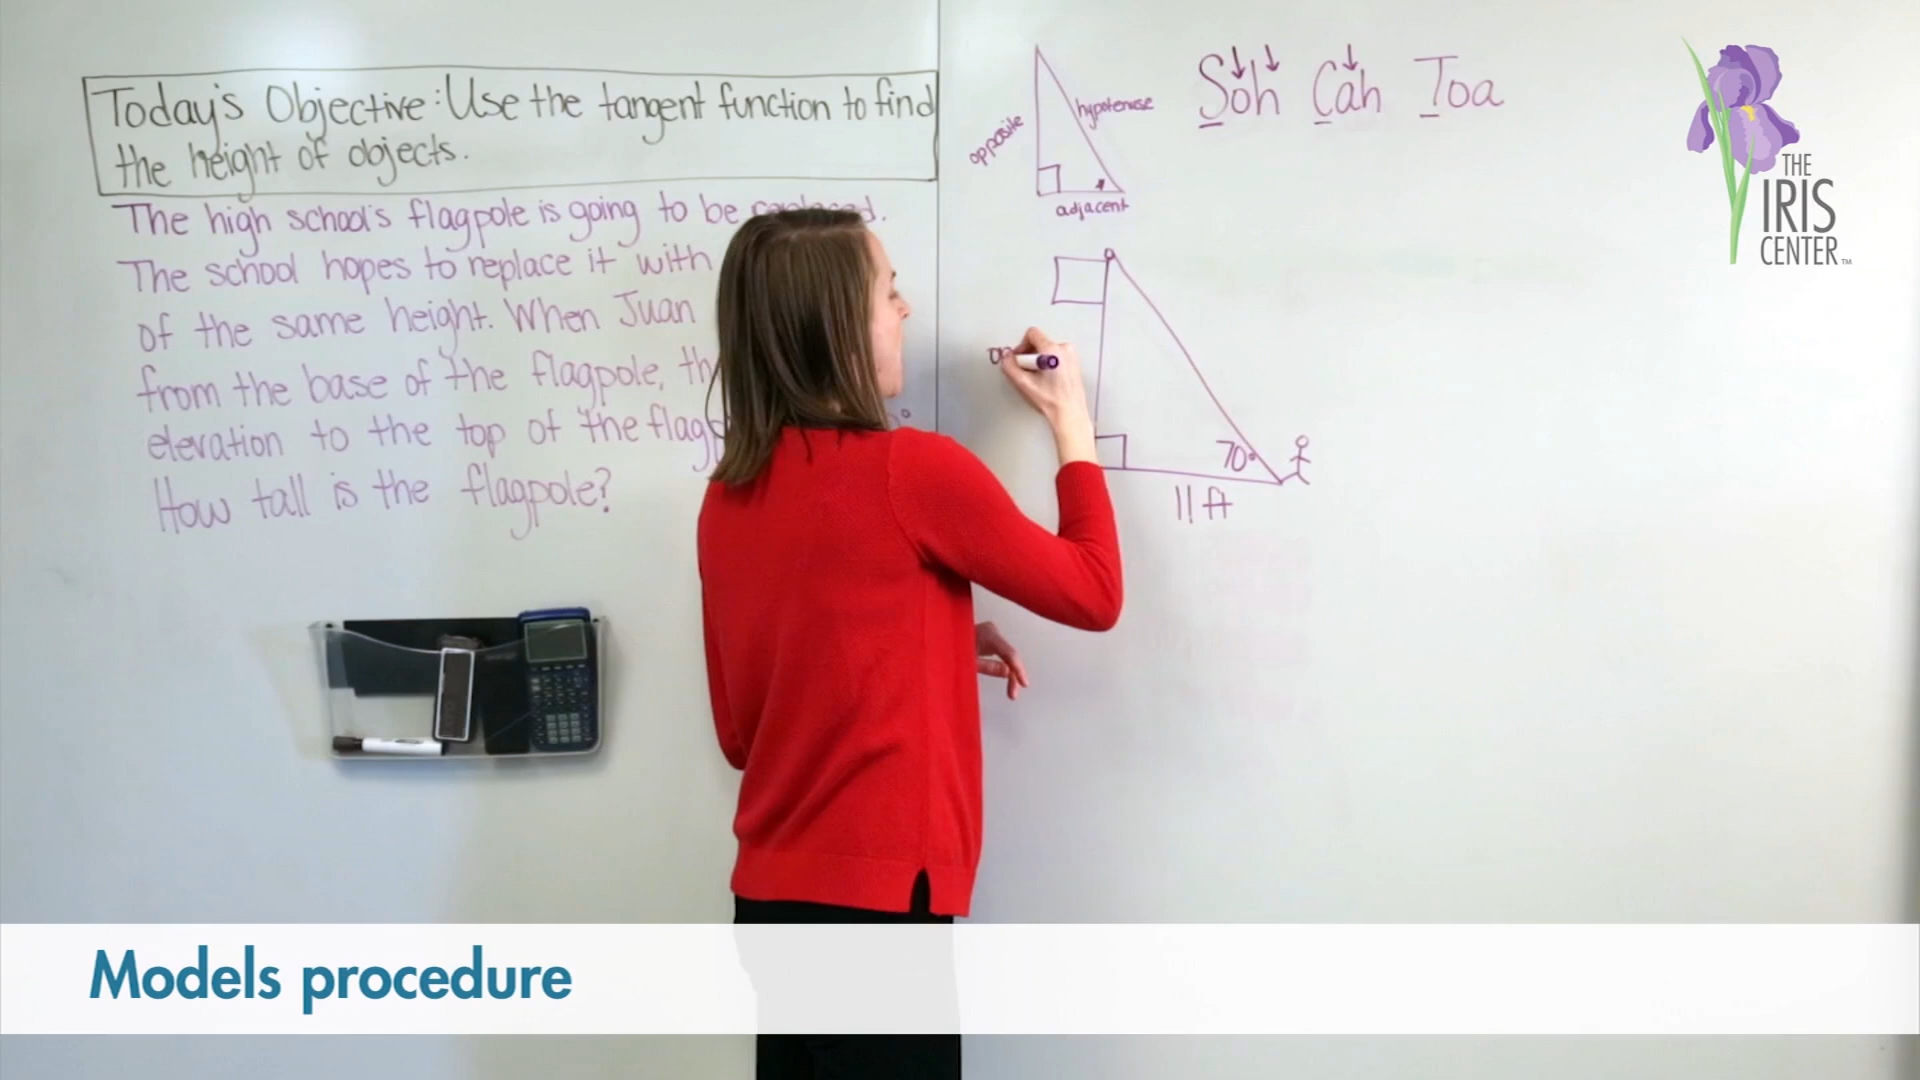 Today's Objective: Use the tangent function to find
the height of objects.
The high school's flagpole is going to be replaced.
The school hopes to replace it with
of the same height. When Juan
from the base of the flagpole, th
elevation to the top of the flagp
How tall is the flagpole?
opposite
hypotenuse
adjacent
Soh Cah Toa
70°
11 ft
THE
IRIS
CENTER™
Models procedure